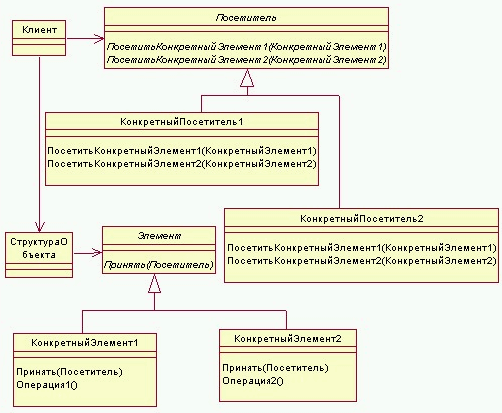 Клиент
Посетитель
ПосетитьКонкретныйЭлемент1(КонкретныйЭлемент1)
ПосетитьКонкретныйЭлемент2(КонкретныйЭлемент2)
КонкретныйПосетитель1
ПосетитьКонкретныйЭлемент1(КонкретныйЭлемент1)
ПосетитьКонкретныйЭлемент2(КонкретныйЭлемент2)
КонкретныйПосетитель2
ПосетитьКонкретныйЭлемент1(КонкретныйЭлемент1)
ПосетитьКонкретныйЭлемент2(КонкретныйЭлемент2)
СтруктураО
бъекта
Элемент
Принять(Посетитель)
КонкретныйЭлемент1
Принять(Посетитель)
Операция1()
КонкретныйЭлемент2
Принять(Посетитель)
Операция2()